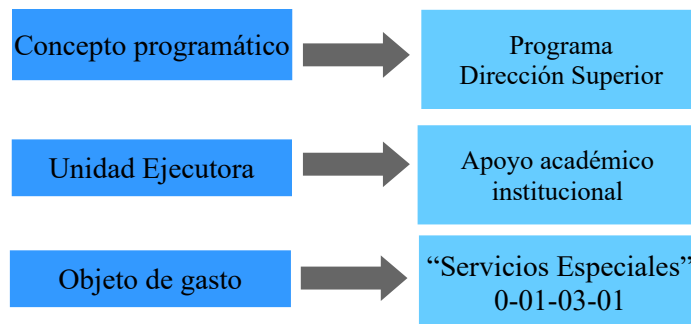 Concepto programático
Programa
Dirección Superior
Unidad Ejecutora
Apoyo académico
institucional
Objeto de gasto
“Servicios Especiales”
0-01-03-01